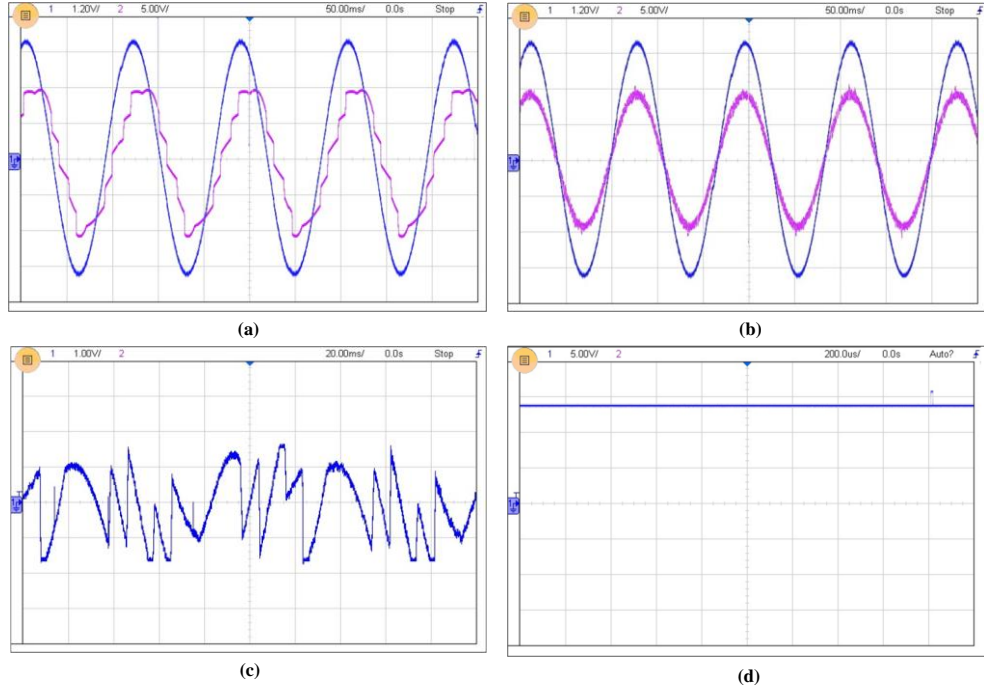 1 1.20V/ 2 5.00V/ 50.00ms/ 0.0s Stop
1 1.20V/ 2 5.00V/ 50.00ms/ 0.0s Stop
(a)
(b)
1 1.00V/ 2 20.00ms/ 0.0s Stop
1 5.00V/ 2 200.0us/ 0.0s Auto?
(c)
(d)